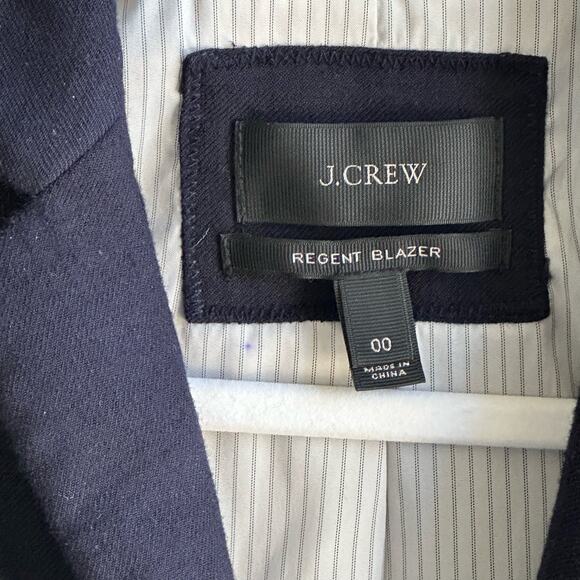 J.CREW
REGENT BLAZER
00
MADE IN
CHINA